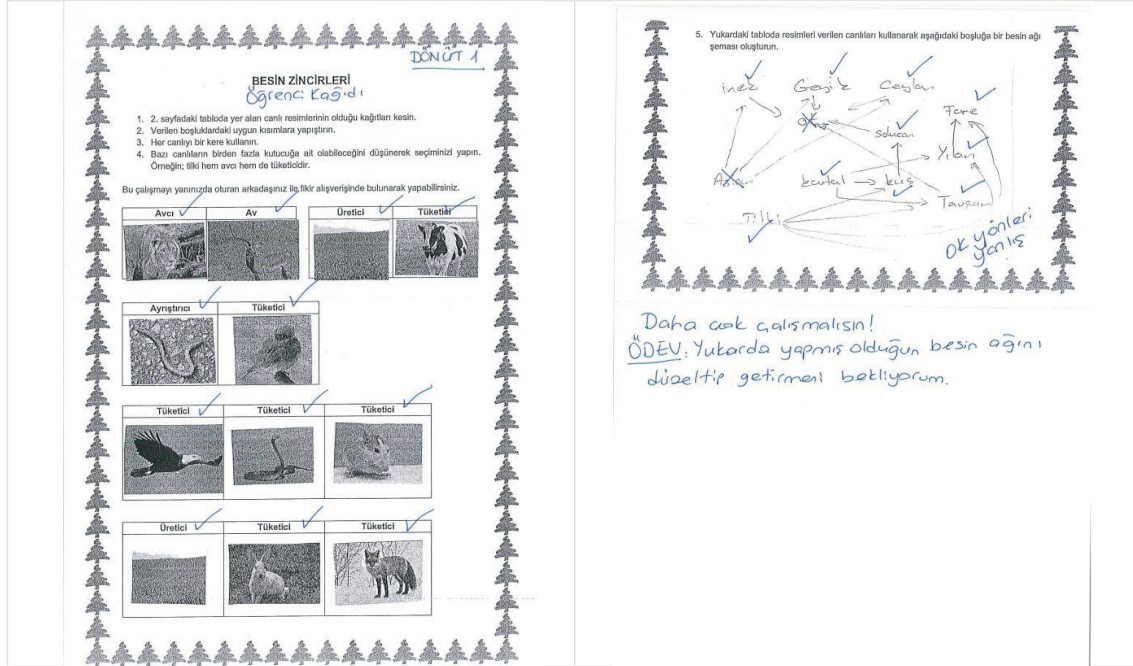 DÖNÜT 1
BESİN ZİNCİRLERİ
Öğrenci Kağıdı
1. 2. sayfadaki tabloda yer alan canlı resimlerinin olduğu kağıtları kesin.
2. Verilen boşluklardaki uygun kısımlara yapıştırın.
3. Her canlıyı bir kere kullanın.
4. Bazı canlıların birden fazla kutucuğa ait olabileceğini düşünerek seçiminizi yapın.
Örneğin; tilki hem avcı hem de tüketicidir.
Bu çalışmayı yanınızda oturan arkadaşınız ile fikir alışverişinde bulunarak yapabilirsiniz.
Avcı Av Üretici Tüketici
Ayrıştırıcı Tüketici
Tüketici Tüketici Tüketici
Üretici Tüketici Tüketici
5. Yukardaki tabloda resimleri verilen canlıları kullanarak aşağıdaki boşluğa bir besin ağı
şeması oluşturun.
inek Geyik Ceylan
Fare
Ot
solucan
Yılan
Aslan kartal kuş
Tavşan
Tilki
Ok yönleri
yanlış
Daha çok çalışmalısın!
ÖDEV: Yukarda yapmış olduğun besin ağını
düzeltip getirmeni bekliyorum.